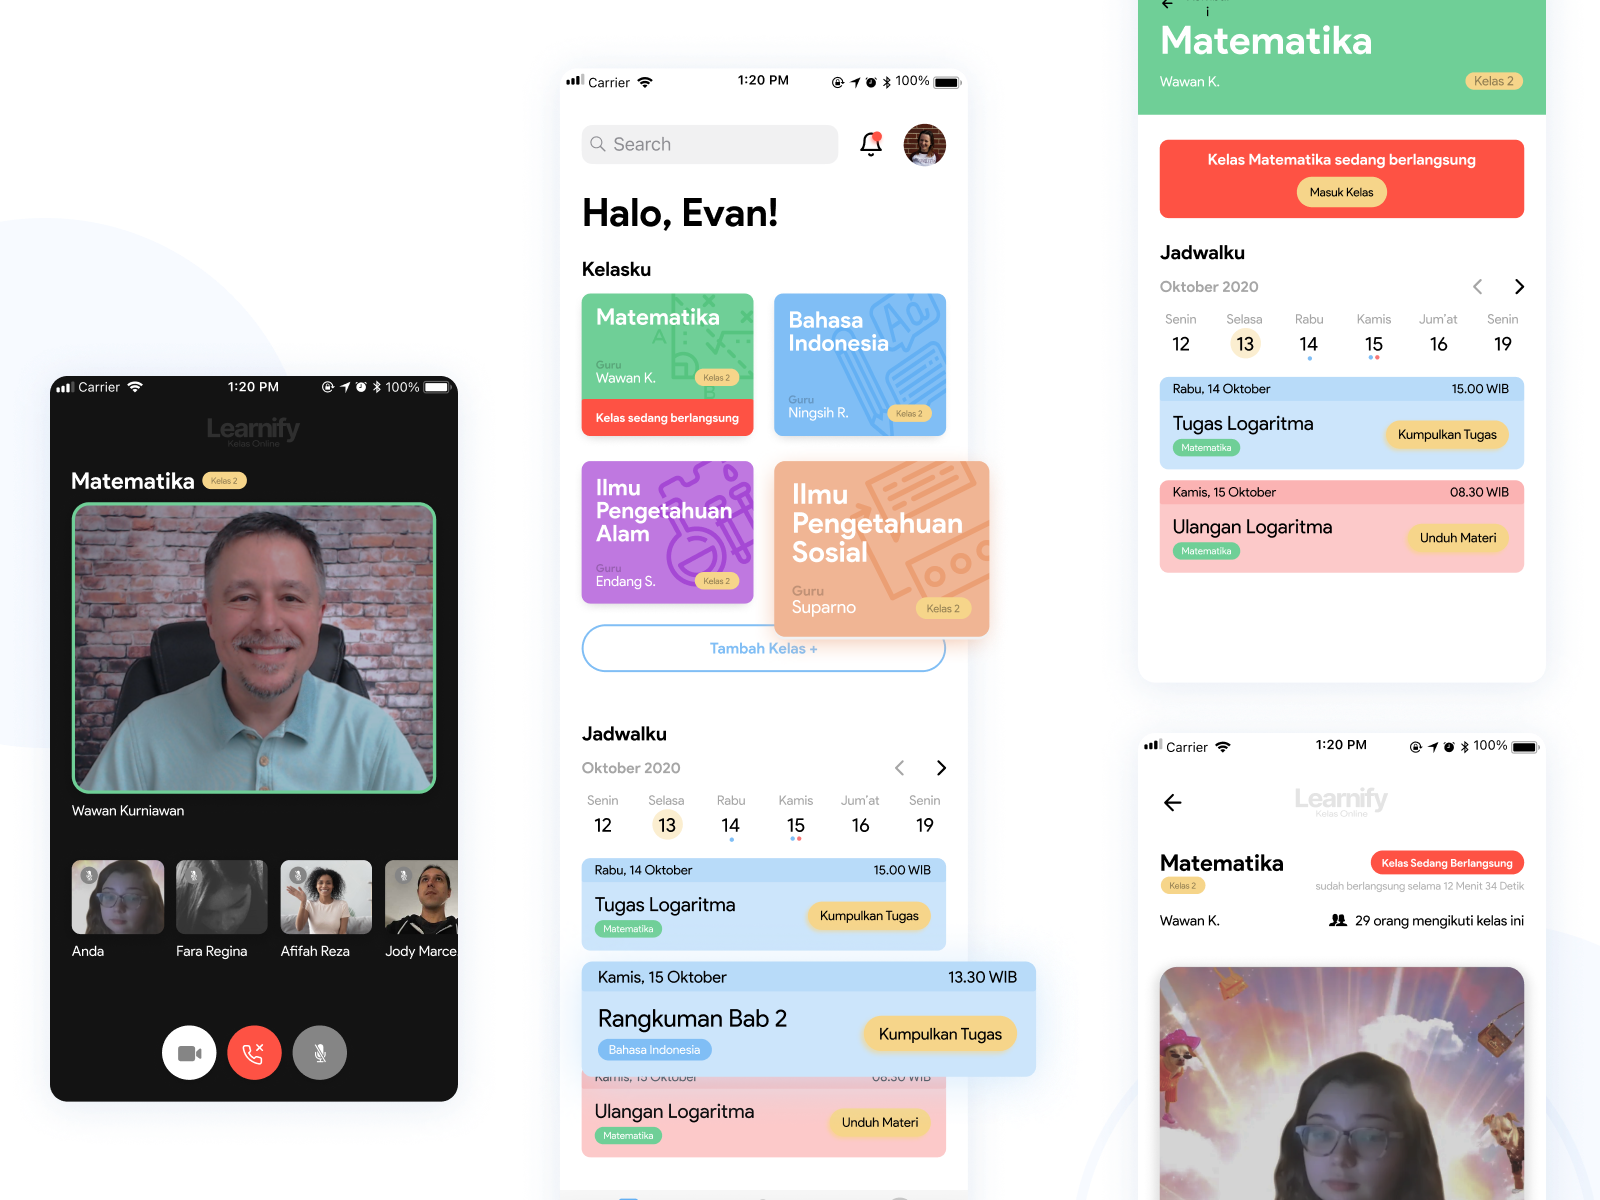 Carrier
1:20 PM
100%
Learnify
Kelas Online
Matematika
Kelas 2
Wawan Kurniawan
Anda
Fara Regina
Afifah Reza
Jody Marce
Carrier
1:20 PM
100%
Search
Halo, Evan!
Kelasku
Matematika
A
B
Guru
Wawan K.
Kelas 2
Kelas sedang berlangsung
Bahasa
Indonesia
Aa
Guru
Ningsih R.
Kelas 2
Ilmu
Pengetahuan
Alam
Guru
Endang S.
Kelas 2
Ilmu
Pengetahuan
Sosial
Guru
Suparno
Kelas 2
Tambah Kelas +
Jadwalku
Oktober 2020
Senin Selasa Rabu Kamis Jum'at Senin
12 13 14 15 16 19
Rabu, 14 Oktober 15.00 WIB
Tugas Logaritma
Matematika
Kumpulkan Tugas
Kamis, 15 Oktober 13.30 WIB
Rangkuman Bab 2
Bahasa Indonesia
Kumpulkan Tugas
Kamis, 15 Oktober 08.30 WIB
Ulangan Logaritma
Matematika
Unduh Materi
i
Matematika
Wawan K.
Kelas 2
Kelas Matematika sedang berlangsung
Masuk Kelas
Jadwalku
Oktober 2020
Senin Selasa Rabu Kamis Jum'at Senin
12 13 14 15 16 19
Rabu, 14 Oktober 15.00 WIB
Tugas Logaritma
Matematika
Kumpulkan Tugas
Kamis, 15 Oktober 08.30 WIB
Ulangan Logaritma
Matematika
Unduh Materi
Carrier
1:20 PM
100%
Learnify
Kelas Online
Matematika
Kelas Sedang Berlangsung
Kelas 2
sudah berlangsung selama 12 Menit 34 Detik
Wawan K.
29 orang mengikuti kelas ini